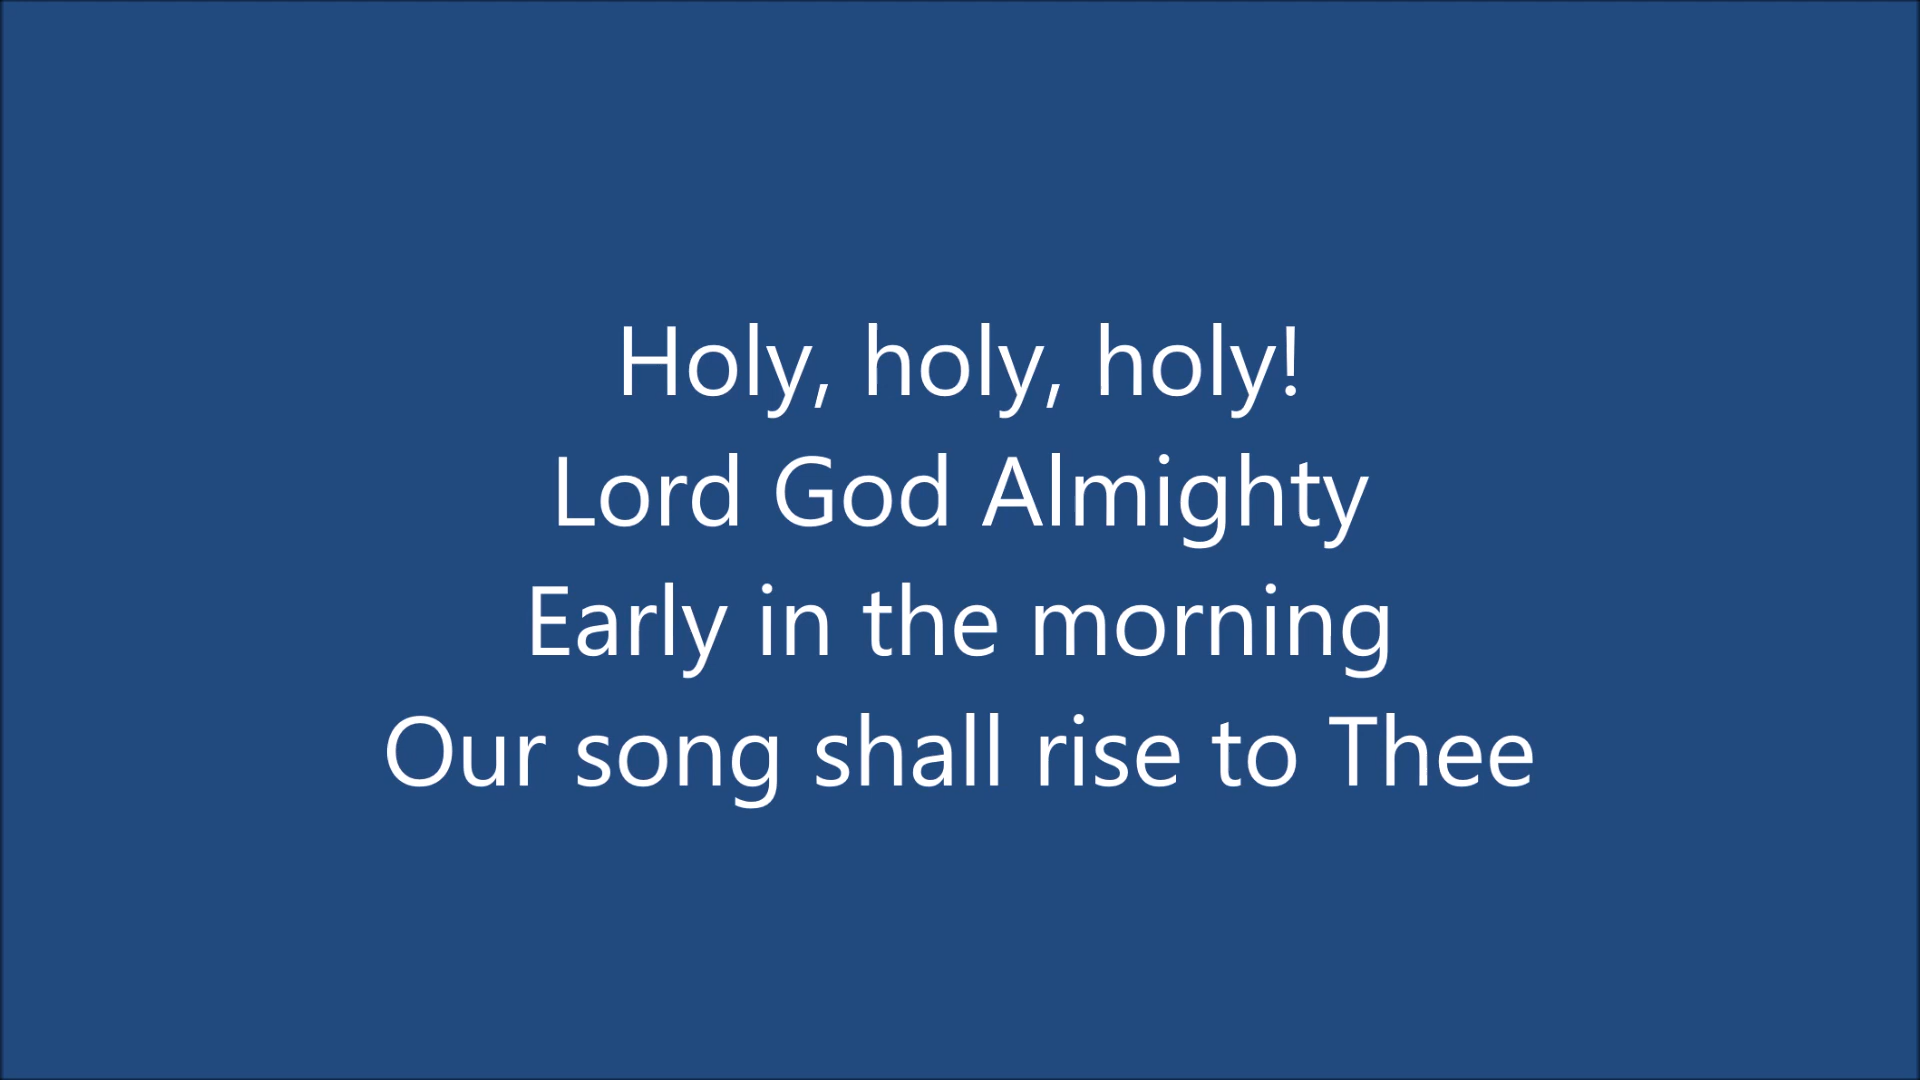 Holy, holy, holy!
Lord God Almighty
Early in the morning
Our song shall rise to Thee